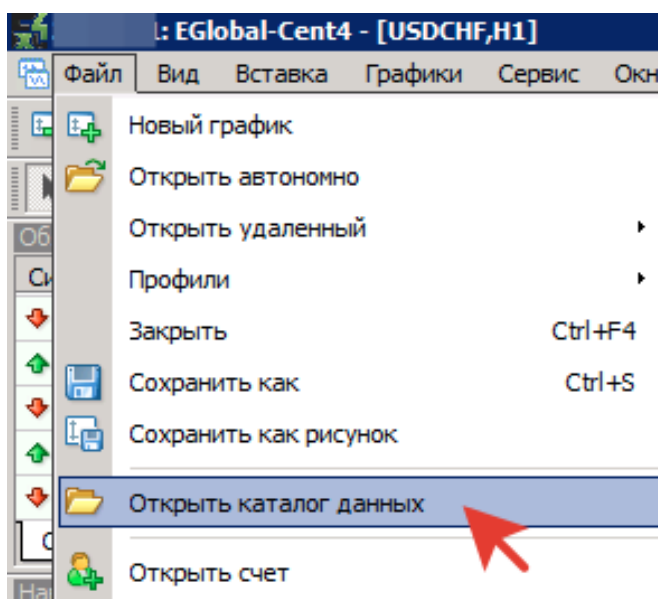 : EGlobal-Cent4 - [USDCHF,H1]
Файл Вид Вставка Графики Сервис
Новый график
Открыть автономно
Открыть удаленный
Об
Профили
Закрыть Ctrl+F4
Сохранить как Ctrl+S
Сохранить как рисунок
Открыть каталог данных
Открыть счет